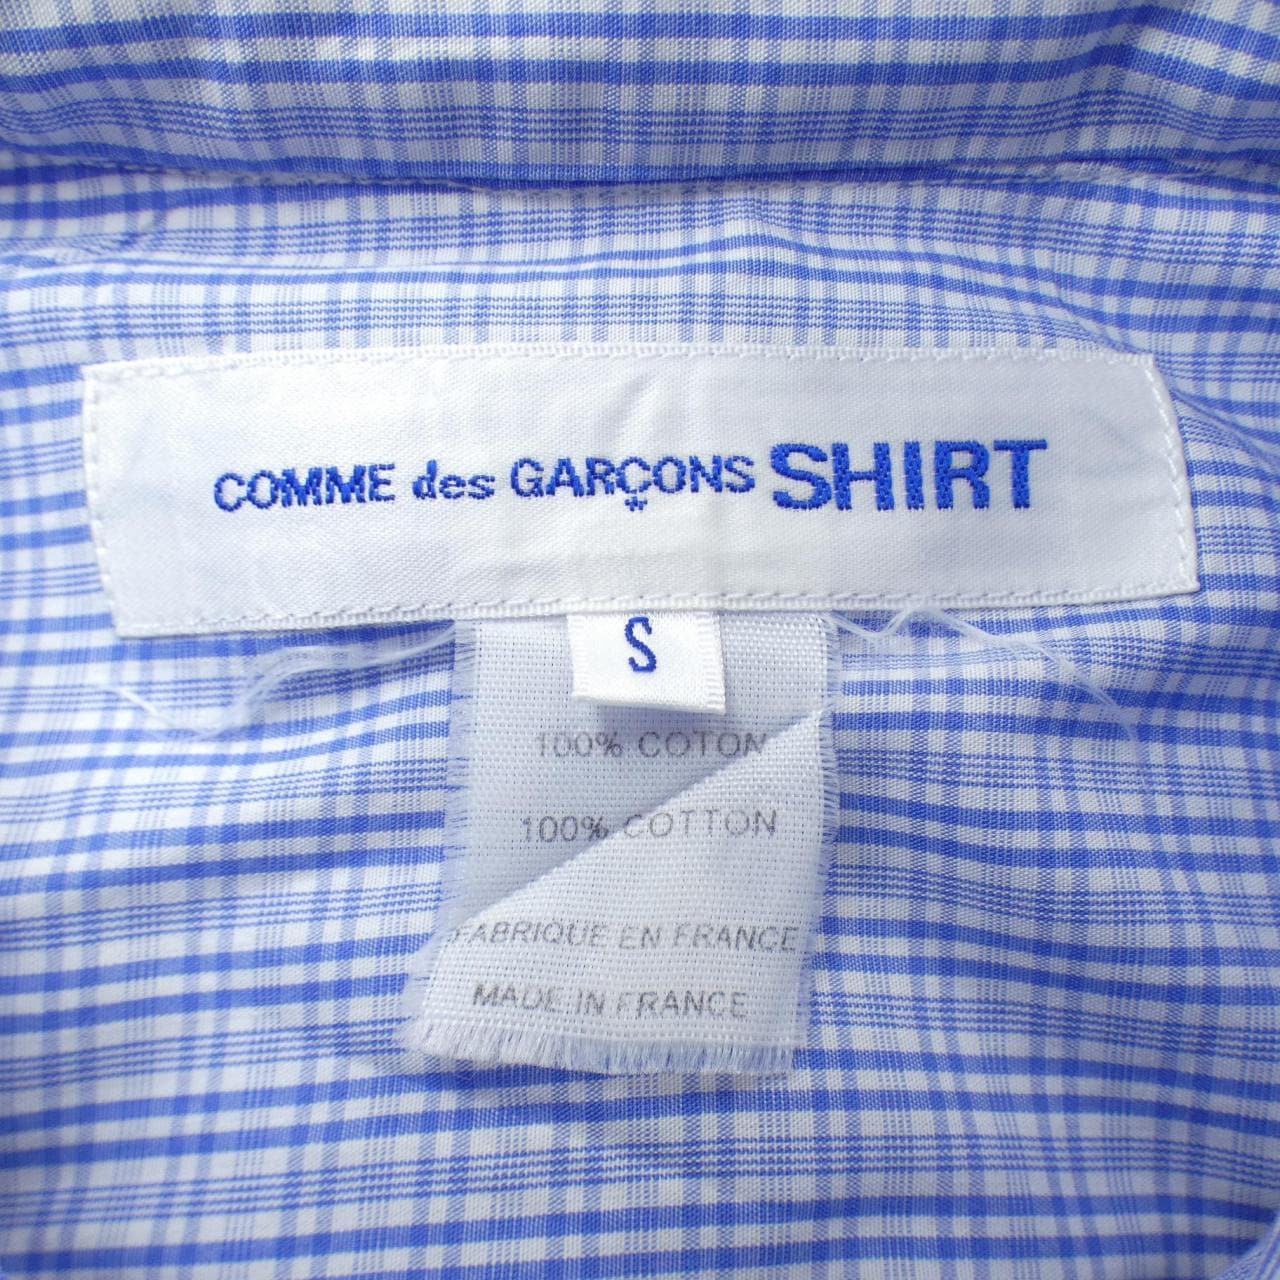 COMME des GARÇONS SHIRT
S
100% COTON
100% COTTON
FABRIQUE EN FRANCE
MADE IN FRANCE